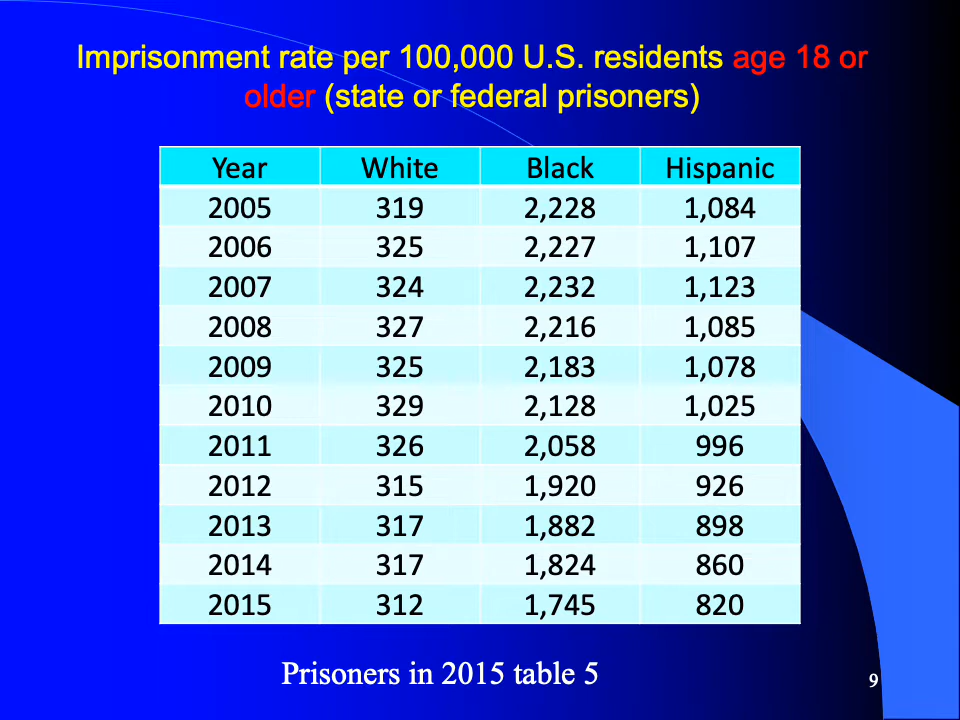 Imprisonment rate per 100,000 U.S. residents age 18 or
older (state or federal prisoners)
Year White Black Hispanic
2005 319 2,228 1,084
2006 325 2,227 1,107
2007 324 2,232 1,123
2008 327 2,216 1,085
2009 325 2,183 1,078
2010 329 2,128 1,025
2011 326 2,058 996
2012 315 1,920 926
2013 317 1,882 898
2014 317 1,824 860
2015 312 1,745 820
Prisoners in 2015 table 5
9